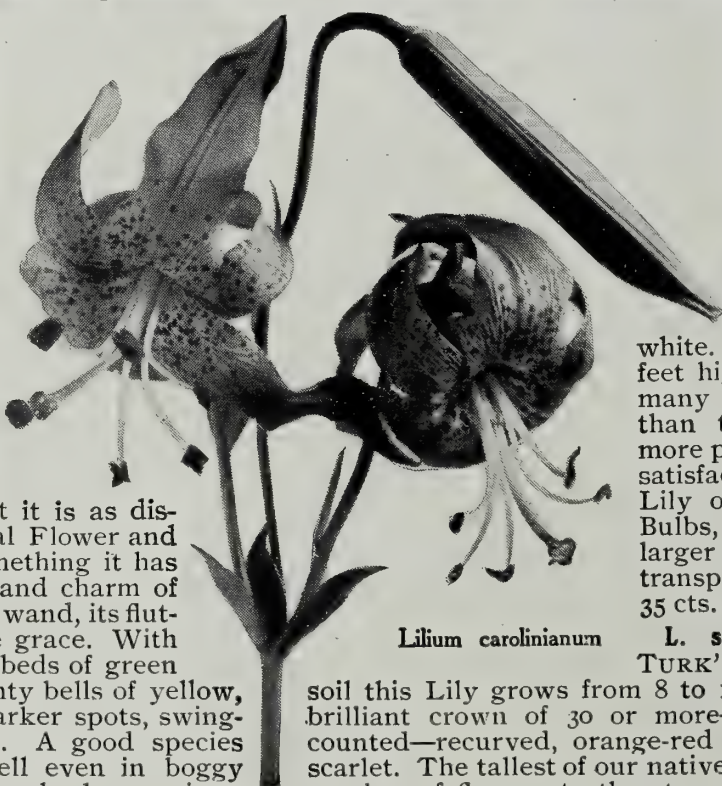 t it is as dis-
al Flower and
mething it has
and charm of
wand, its flut-
e grace. With
beds of green
nty bells of yellow,
arker spots, swing-
. A good species
ell even in boggy
Lilium carolinianum
white.
feet hi
many
than t
more p
satisfa
Lily o
Bulbs,
larger
transp
35 cts.
L. s
TURK'
soil this Lily grows from 8 to
brilliant crown of 30 or more
counted—recurved, orange-red
scarlet. The tallest of our native